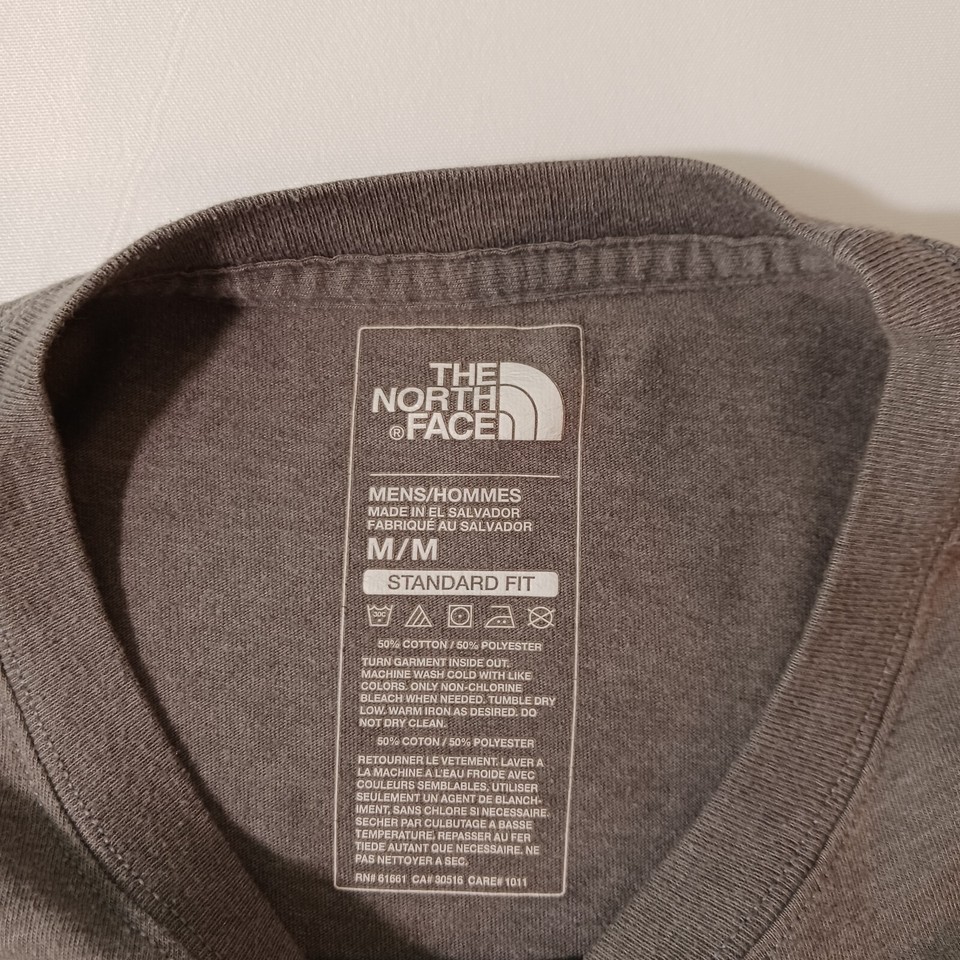 THE
NORTH
® FACE
MENS/HOMMES
MADE IN EL SALVADOR
FABRIQUÉ AU SALVADOR
M/M
STANDARD FIT
30C
50% COTTON / 50% POLYESTER
TURN GARMENT INSIDE OUT.
MACHINE WASH COLD WITH LIKE
COLORS. ONLY NON-CHLORINE
BLEACH WHEN NEEDED. TUMBLE DRY
LOW. WARM IRON AS DESIRED. DO
NOT DRY CLEAN.
50% COTON / 50% POLYESTER
RETOURNER LE VETEMENT. LAVER A
LA MACHINE A L'EAU FROIDE AVEC
COULEURS SEMBLABLES, UTILISER
SEULEMENT UN AGENT DE BLANCH-
IMENT, SANS CHLORE SI NECESSAIRE.
SECHER PAR CULBUTAGE A BASSE
TEMPERATURE. REPASSER AU FER
TIEDE AUTANT QUE NECESSAIRE. NE
PAS NETTOYER A SEC.
RN# 61661 CA# 30516 CARE# 1011